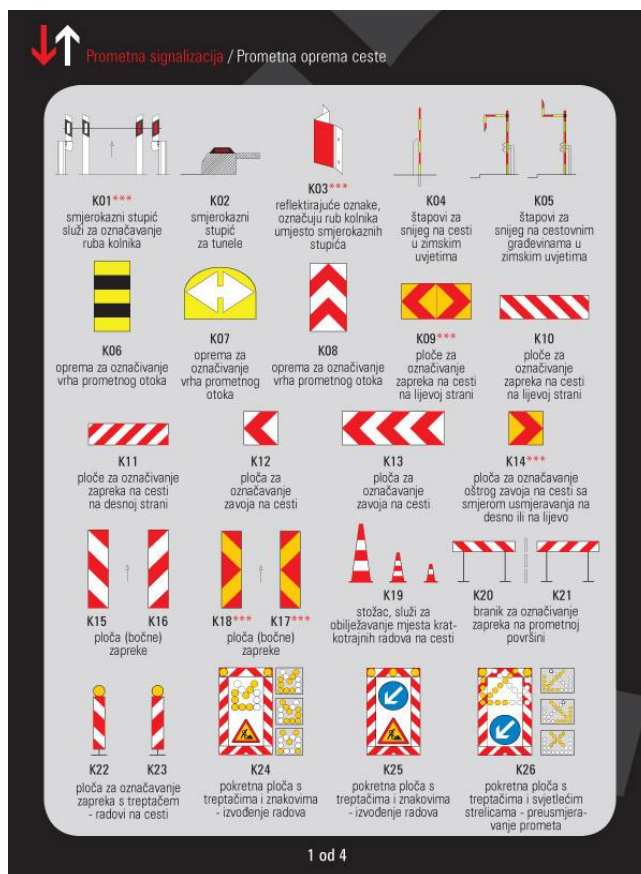 Prometna signalizacija / Prometna oprema ceste
K01***
smjerokazni stupić
služi za označavanje
ruba kolnika
K02
smjerokazni
stupić
za tunele
K03***
reflektirajuće oznake,
označuju rub kolnika
umjesto smjerokaznih
stupića
K04
štapovi za
snijeg na cesti
u zimskim
uvjetima
K05
štapovi za
snijeg na cestovnim
građevinama u
zimskim uvjetima
K06
oprema za označivanje
vrha prometnog otoka
K07
oprema za
označivanje
vrha prometnog
otoka
K08
oprema za označivanje
vrha prometnog otoka
K09***
ploče za
označivanje
zapreka na cesti
na lijevoj strani
K10
ploče za
označivanje
zapreka na cesti
na lijevoj strani
K11
ploče za označivanje
zapreka na cesti
na desnoj strani
K12
ploča za
označavanje
zavoja na cesti
K13
ploča za
označavanje
zavoja na cesti
K14***
ploča za označavanje
oštrog zavoja na cesti sa
smjerom usmjeravanja na
desno ili na lijevo
K15 K16
ploča (bočne)
zapreke
K18*** K17***
ploča (bočne)
zapreke
K19
stožac, služi za
obilježavanje mjesta krat-
kotrajnih radova na cesti
K20 K21
branik za označivanje
zapreka na prometnoj
površini
K22 K23
ploča za označavanje
zapreka s treptačem
- radovi na cesti
K24
pokretna ploča s
treptačima i znakovima
- izvođenje radova
K25
pokretna ploča s
treptačima i znakovima
- izvođenje radova
K26
pokretna ploča s
treptačima i svjetlećim
strelicama - preusmjera-
vanje prometa
1 od 4